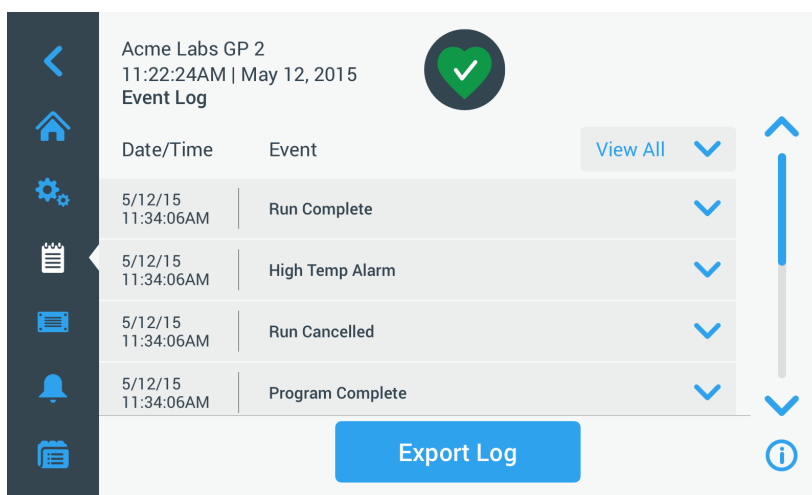 Acme Labs GP 2
11:22:24AM | May 12, 2015
Event Log
Date/Time Event View All
5/12/15
11:34:06AM
Run Complete
5/12/15
11:34:06AM
High Temp Alarm
5/12/15
11:34:06AM
Run Cancelled
5/12/15
11:34:06AM
Program Complete
Export Log